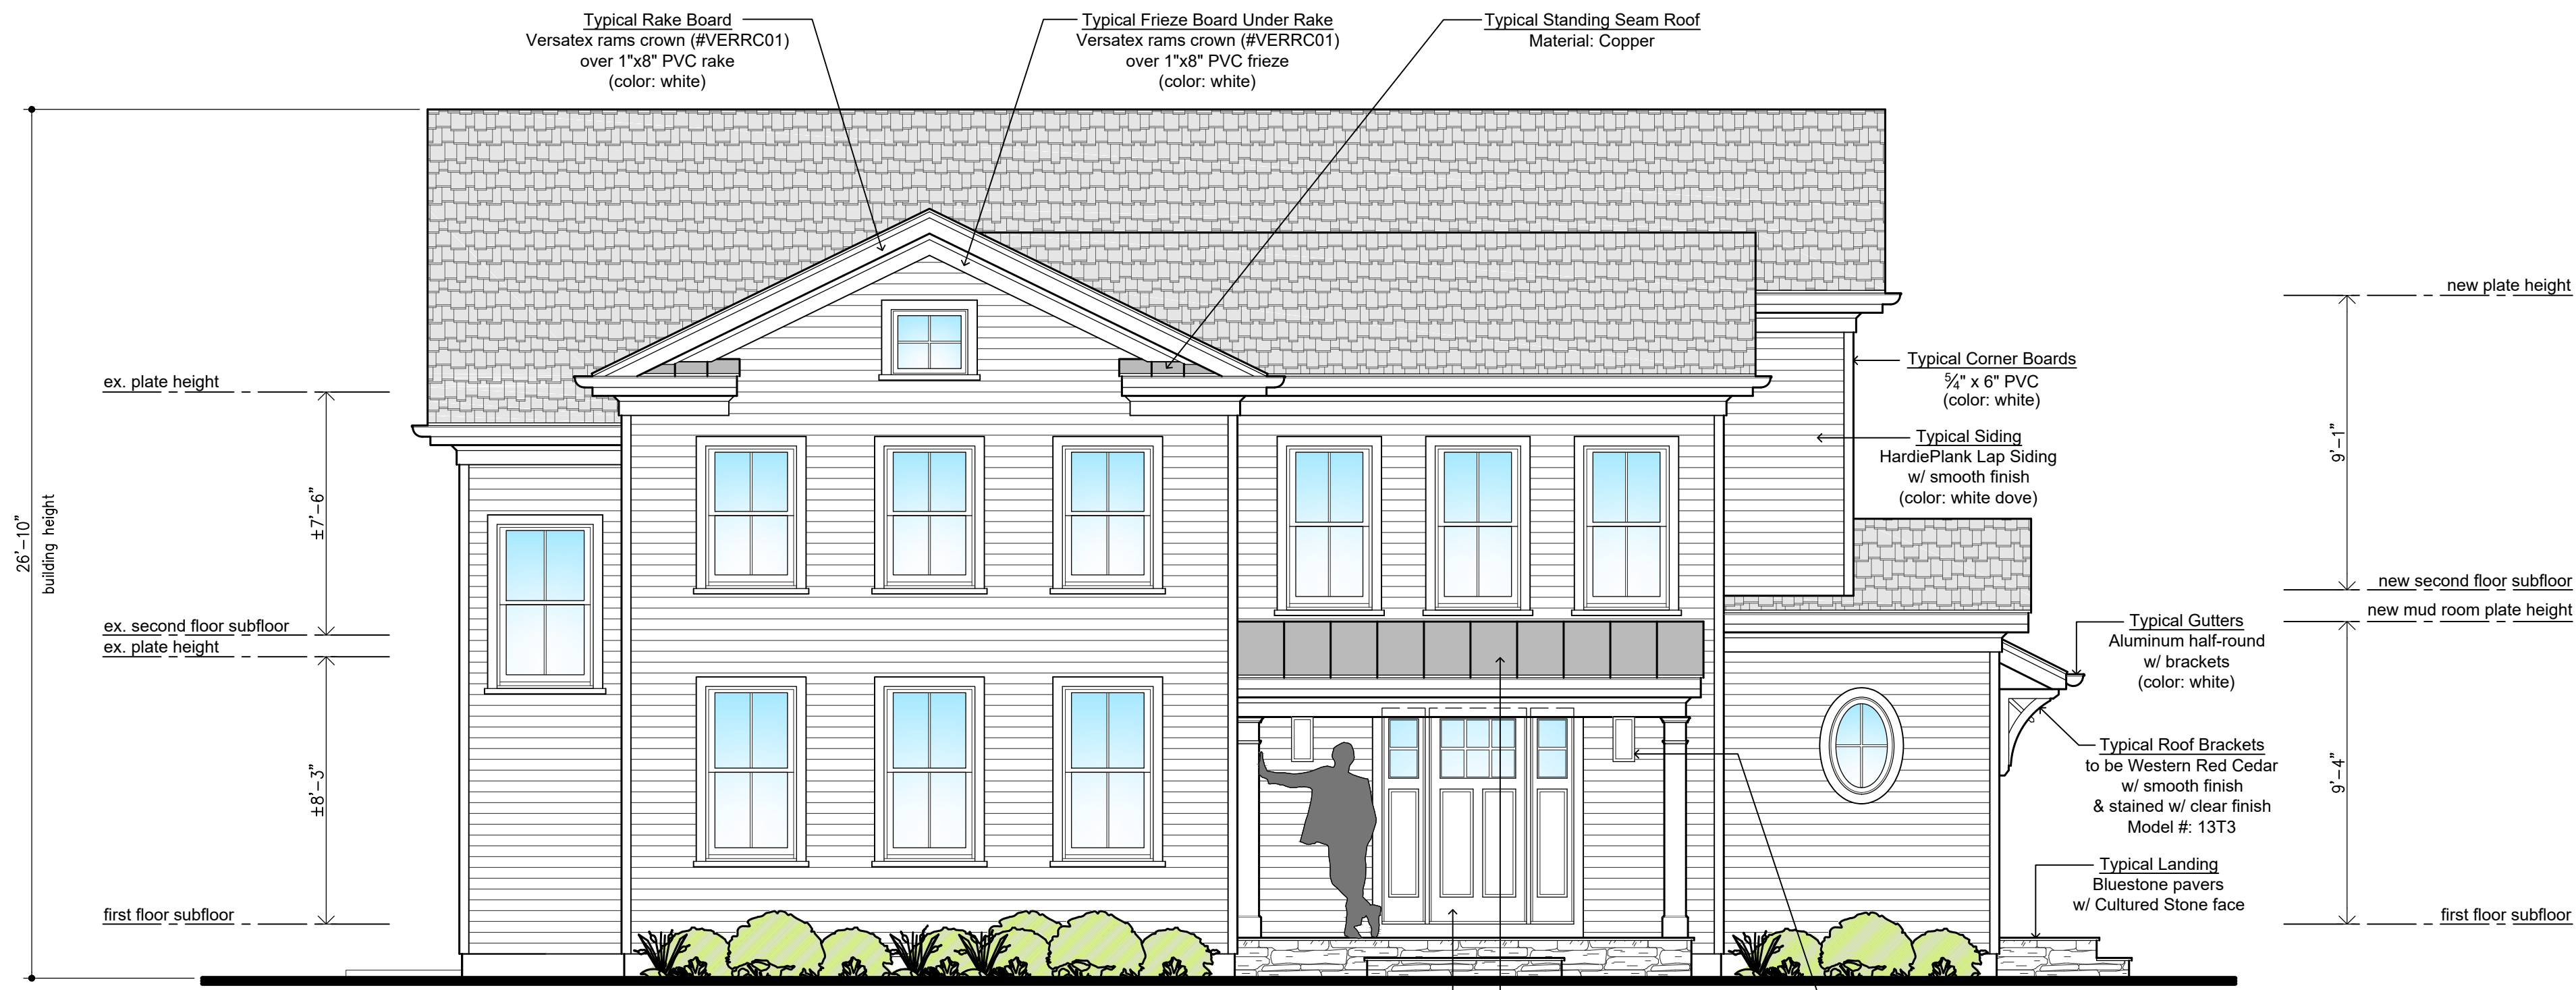 Typical Rake Board
Versatex rams crown (#VERRC01)
over 1"x8" PVC rake
(color: white)
Typical Frieze Board Under Rake
Versatex rams crown (#VERRC01)
over 1"x8" PVC frieze
(color: white)
Typical Standing Seam Roof
Material: Copper
26'-10"
building height
ex. plate height
±7'-6"
ex. second floor subfloor
ex. plate height
±8'-3"
first floor subfloor
Typical Corner Boards
5/4" x 6" PVC
(color: white)
Typical Siding
HardiePlank Lap Siding
w/ smooth finish
(color: white dove)
Typical Gutters
Aluminum half-round
w/ brackets
(color: white)
Typical Roof Brackets
to be Western Red Cedar
w/ smooth finish
& stained w/ clear finish
Model #: 13T3
Typical Landing
Bluestone pavers
w/ Cultured Stone face
new plate height
9'-1"
new second floor subfloor
new mud room plate height
9'-4"
first floor subfloor